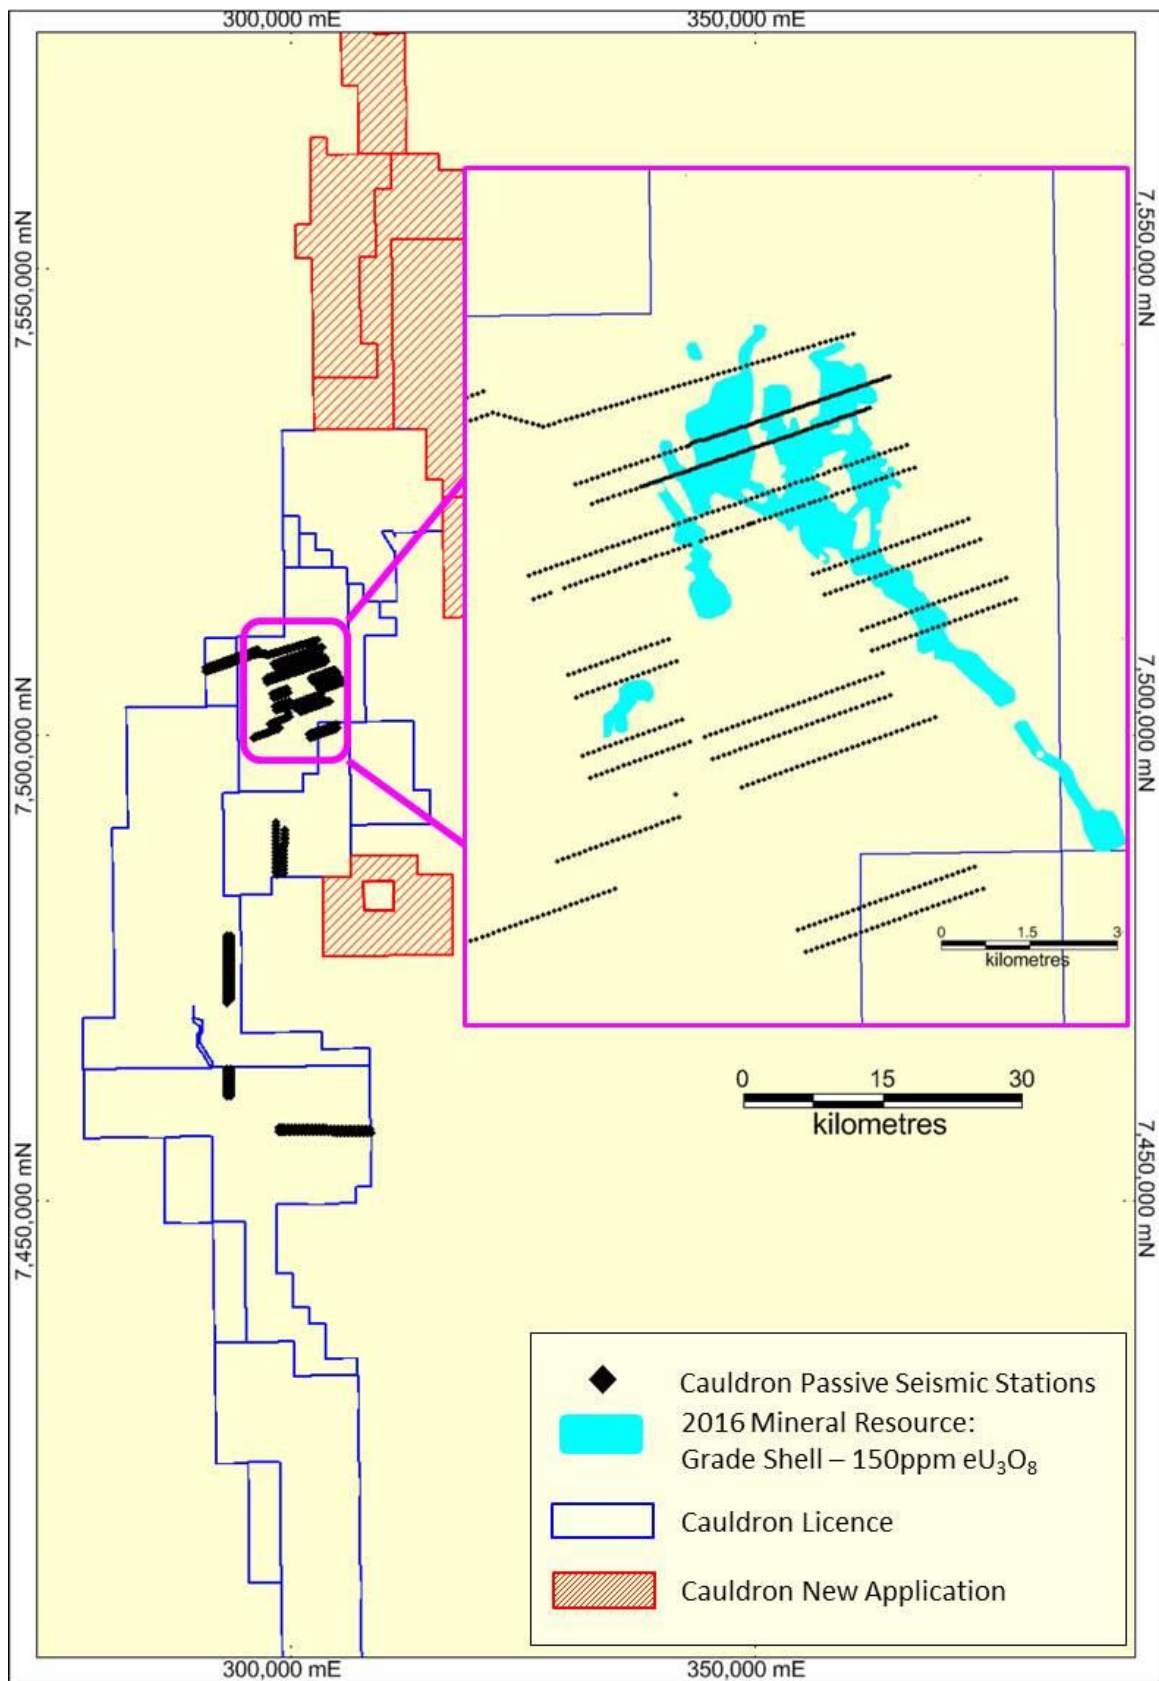 300,000 mE
350,000 mE
7,550,000 mN
7,550,000 mN
7,500,000 mN
7,500,000 mN
0 1.5 3
kilometres
0 15 30
kilometres
7,450,000 mN
7,450,000 mN
Cauldron Passive Seismic Stations
2016 Mineral Resource:
Grade Shell – 150ppm eU₃O₈
Cauldron Licence
Cauldron New Application
300,000 mE
350,000 mE